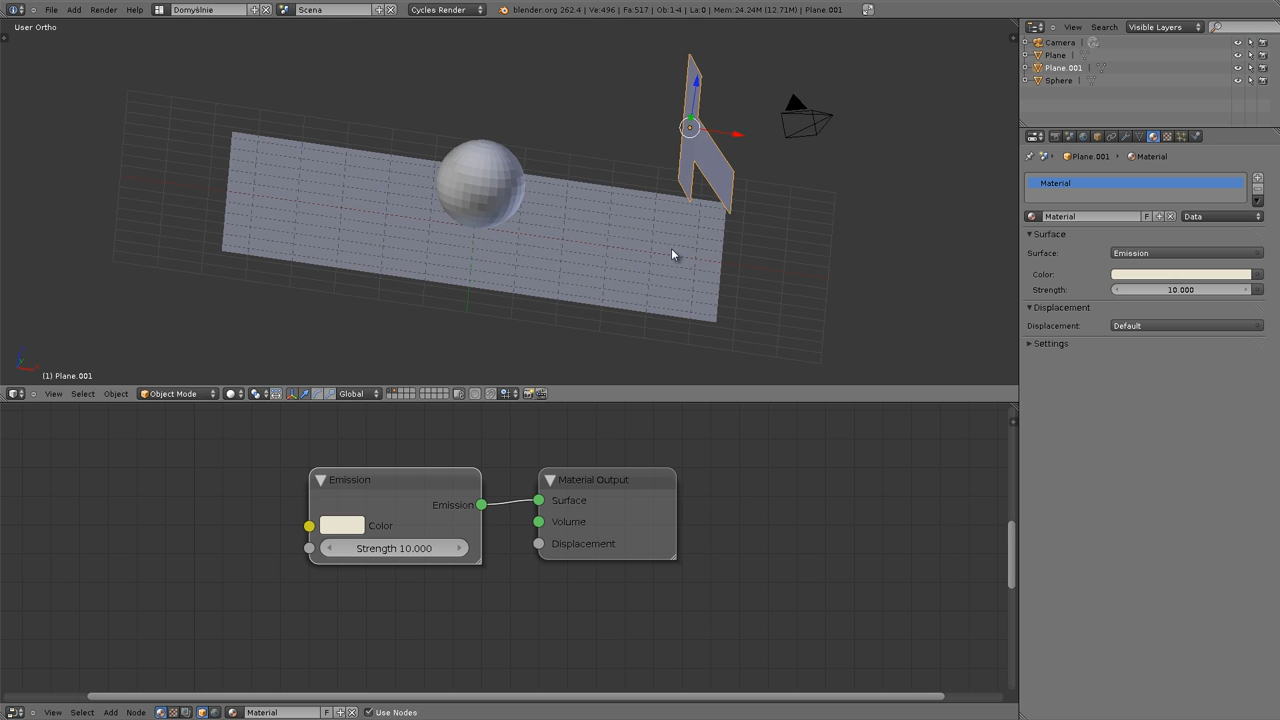 File Add Render Help Domyślnie Scena Cycles Render blender.org 262.4 | Ve:496 | Fa:517 | Ob:1-4 | La:0 | Mem:24.24M (12.71M) | Plane.001
User Ortho
(1) Plane.001
View Select Object Object Mode Global
Emission
Emission
Color
Strength 10.000
Material Output
Surface
Volume
Displacement
View Select Add Node Material F Use Nodes
View Search Visible Layers
Camera
Plane
Plane.001
Sphere
Plane.001 Material
Material
Material F Data
Surface
Surface: Emission
Color:
Strength: 10.000
Displacement
Displacement: Default
Settings